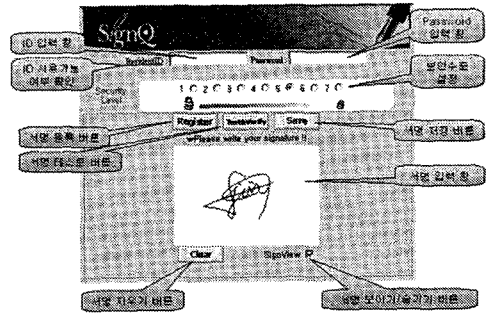 SignQ
ID 입력 창
Password
입력 창
ID 사용가능
여부 확인
Password
보안수준
설정
Security
Level
1 2 3 4 5 6 7
Register
Save
서명 등록 버튼
서명 저장 버튼
서명 테스트 버튼
Please write your signature !!
서명 입력 창
Clear
SignView
서명 지우기 버튼
서명 보이기/숨기기 버튼